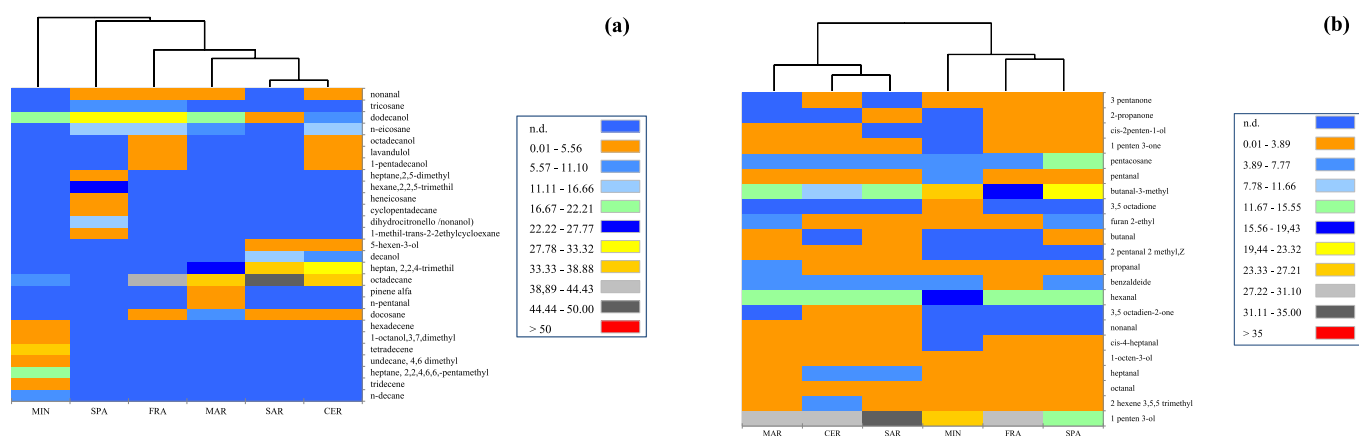 (a)
nonanal
tricosane
dodecanol
n-eicosane
octadecanol
lavandulol
1-pentadecanol
heptane,2,5-dimethyl
hexane,2,2,5-trimethil
heneicosane
cyclopentadecane
dihydrocitronello /nonanol)
1-methil-trans-2-2ethylcycloexane
5-hexen-3-ol
decanol
heptan, 2,2,4-trimethil
octadecane
pinene alfa
n-pentanal
docosane
hexadecene
1-octanol,3,7,dimethyl
tetradecene
undecane, 4,6 dimethyl
heptane, 2,2,4,6,6,-pentamethyl
tridecene
n-decane
MIN SPA FRA MAR SAR CER
n.d.
0.01 - 5.56
5.57 - 11.10
11.11 - 16.66
16.67 - 22.21
22.22 - 27.77
27.78 - 33.32
33.33 - 38.88
38,89 - 44.43
44.44 - 50.00
> 50
(b)
3 pentanone
2-propanone
cis-2penten-1-ol
1 penten 3-one
pentacosane
pentanal
butanal-3-methyl
3,5 octadione
furan 2-ethyl
butanal
2 pentanal 2 methyl,Z
propanal
benzaldeide
hexanal
3,5 octadien-2-one
nonanal
cis-4-heptanal
1-octen-3-ol
heptanal
octanal
2 hexene 3,5,5 trimethyl
1 penten 3-ol
MAR CER SAR MIN FRA SPA
n.d.
0.01 - 3.89
3.89 - 7.77
7.78 - 11.66
11.67 - 15.55
15.56 - 19,43
19,44 - 23.32
23.33 - 27.21
27.22 - 31.10
31.11 - 35.00
> 35